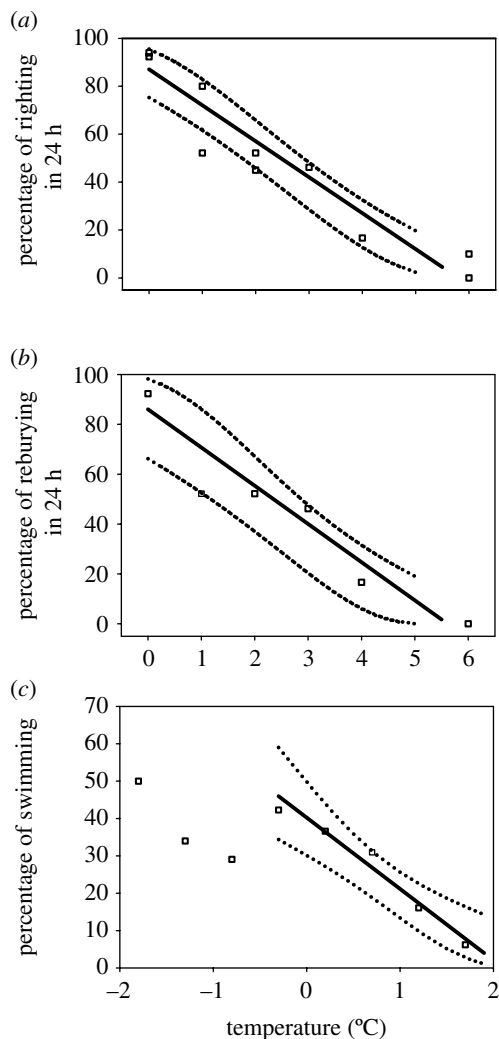 (a)
100
80
60
40
20
0
percentage of righting
in 24 h
(b)
100
80
60
40
20
0
percentage of reburying
in 24 h
0 1 2 3 4 5 6
(c)
70
60
50
40
30
20
10
0
percentage of swimming
–2 –1 0 1 2
temperature (ºC)